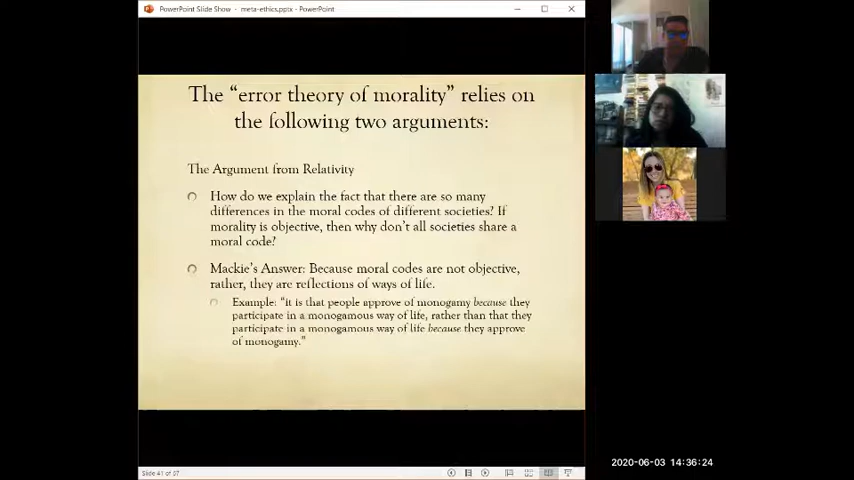 PowerPoint Slide Show - meta-ethics.pptx - PowerPoint
The “error theory of morality” relies on
the following two arguments:
The Argument from Relativity
How do we explain the fact that there are so many
differences in the moral codes of different societies? If
morality is objective, then why don't all societies share a
moral code?
Mackie's Answer: Because moral codes are not objective,
rather, they are reflections of ways of life.
Example: “it is that people approve of monogamy because they
participate in a monogamous way of life, rather than that they
participate in a monogamous way of life because they approve
of monogamy.”
Slide 41 of 97
2020-06-03 14:36:24